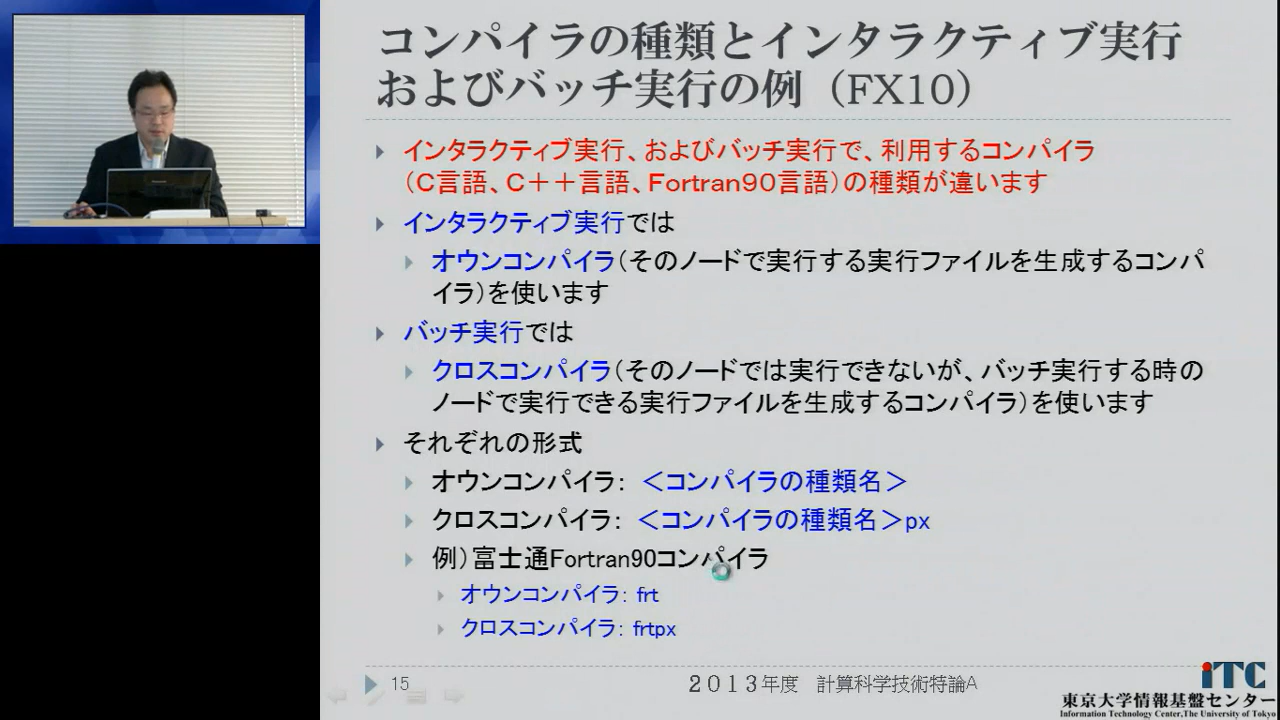 コンパイラの種類とインタラクティブ実行
およびバッチ実行の例（FX10）
インタラクティブ実行、およびバッチ実行で、利用するコンパイラ
（Ｃ言語、Ｃ＋＋言語、Ｆｏｒｔｒａｎ９０言語）の種類が違います
インタラクティブ実行では
オウンコンパイラ（そのノードで実行する実行ファイルを生成するコンパ
イラ）を使います
バッチ実行では
クロスコンパイラ（そのノードでは実行できないが、バッチ実行する時の
ノードで実行できる実行ファイルを生成するコンパイラ）を使います
それぞれの形式
オウンコンパイラ： ＜コンパイラの種類名＞
クロスコンパイラ： ＜コンパイラの種類名＞px
例）富士通Fortran90コンパイラ
オウンコンパイラ： frt
クロスコンパイラ： frtpx
15 ２０１３年度 計算科学技術特論A
iTC
東京大学情報基盤センター
Information Technology Center,The University of Tokyo